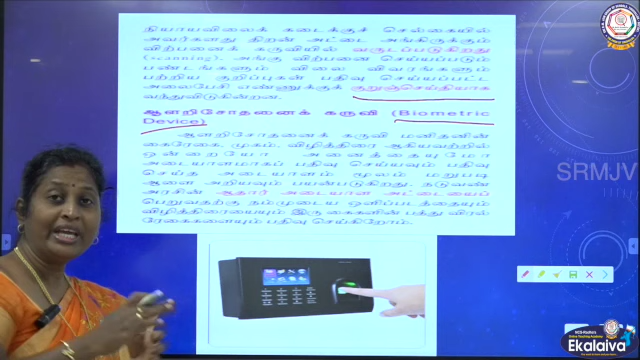 நியாயவிலைக் கடைக்குச் செல்கையில்
அவர்களது திறன் அட்டை அங்கிருக்கும்
விற்பனைக் கருவியில் வருடப்படுகிறது
(scanning). அங்கு விற்பனை செய்யப்படும்
பண்டங்களும் விலை விவரங்களும்
பற்றிய குறிப்புகள் பதிவு செய்யப்பட்ட
அலைபேசி எண்ணுக்குக் குறுஞ்செய்தியாக
வந்துவிடுகின்றன.
ஆளறிசோதனைக் கருவி (Biometric
Device)
ஆளறிசோதனைக் கருவி மனிதனின்
கைரேகை, முகம், விழித்திரை ஆகியவற்றில்
ஒன்றையோ அனைத்தையுமோ
அடையாளமாகப் பதிவு செய்யவும் பதிவு
செய்த அடையாளம் மூலம் மறுபடி
ஆளை அறியவும் பயன்படுகிறது. நடுவண்
அரசின் ஆதார் அடையாள அட்டையைப்
பெறுவதற்கு நம்முடைய ஒளிப்படத்தையும்
விழித்திரையையும் இரு கைகளின் பத்து விரல்
ரேகைகளையும் பதிவு செய்கிறோம்.
SRMJV
Ekalaiva